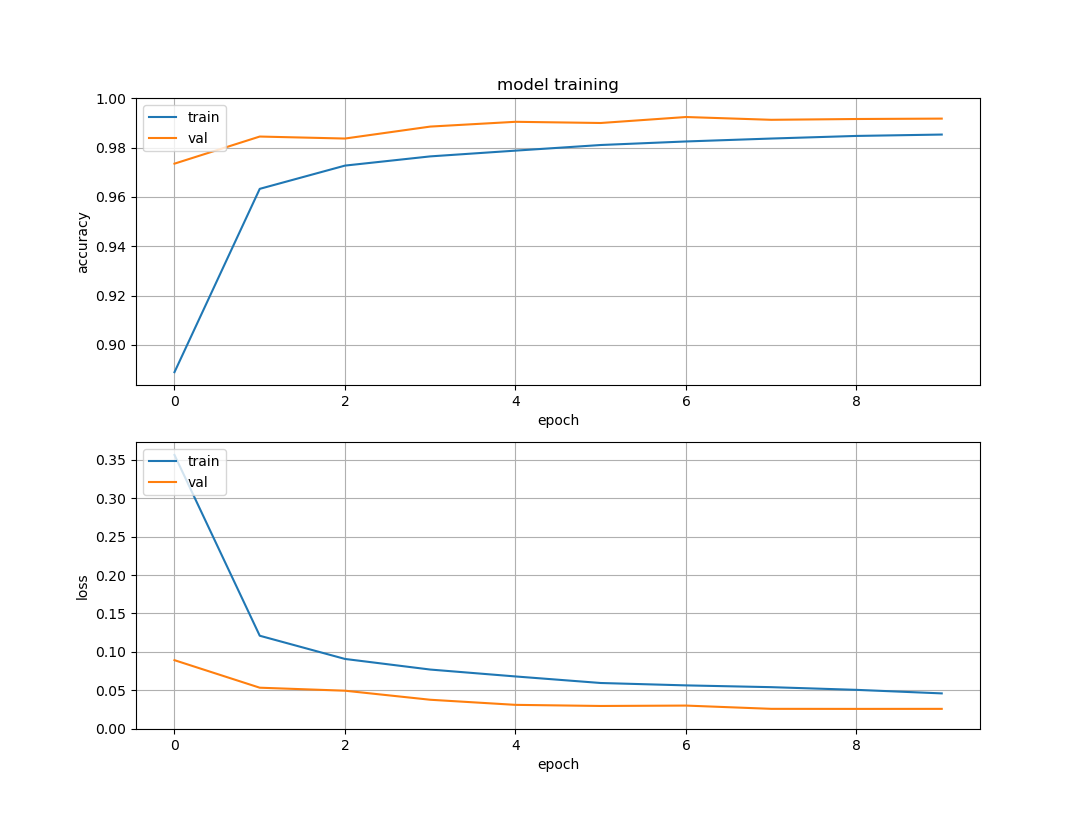 model training
1.00
0.98
0.96
0.94
0.92
0.90
accuracy
train
val
0 2 4 6 8
epoch
0.35
0.30
0.25
0.20
0.15
0.10
0.05
0.00
loss
train
val
0 2 4 6 8
epoch